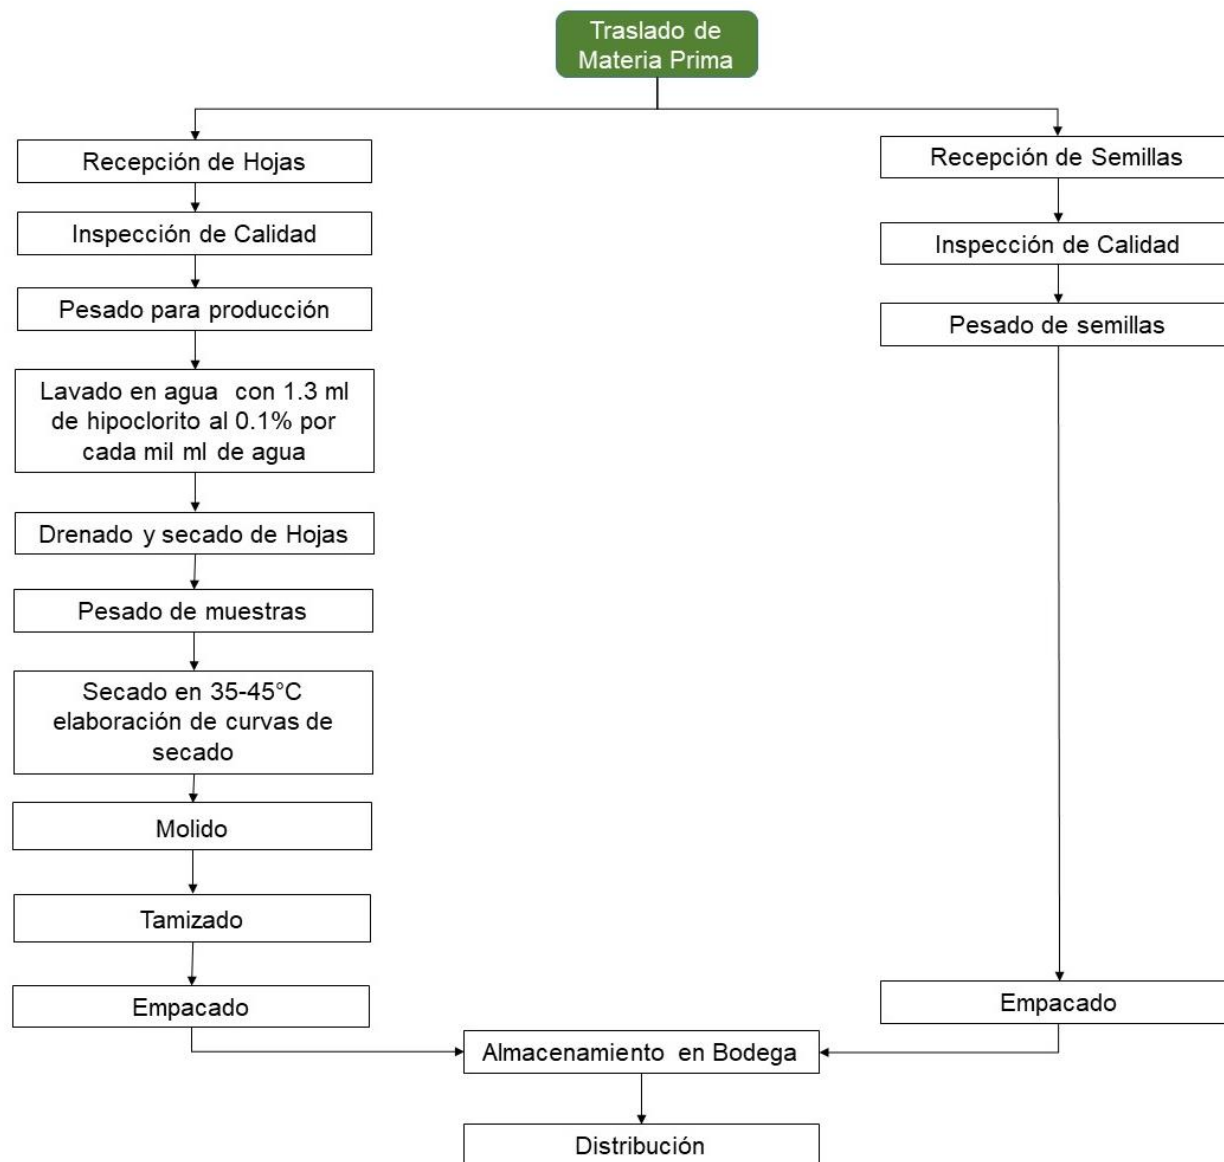 Traslado de
Materia Prima
Recepción de Hojas
Inspección de Calidad
Pesado para producción
Lavado en agua con 1.3 ml
de hipoclorito al 0.1% por
cada mil ml de agua
Drenado y secado de Hojas
Pesado de muestras
Secado en 35-45°C
elaboración de curvas de
secado
Molido
Tamizado
Empacado
Recepción de Semillas
Inspección de Calidad
Pesado de semillas
Empacado
Almacenamiento en Bodega
Distribución